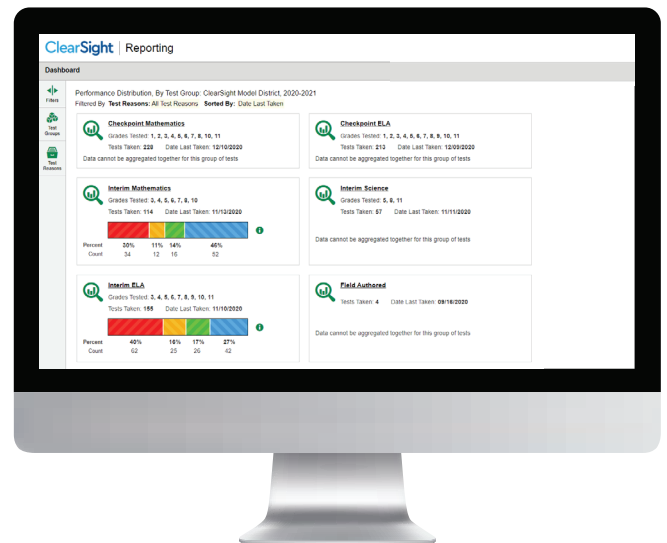 ClearSight Reporting
Dashboard
Filters
Test
Groups
Test
Reasons
Performance Distribution, By Test Group: ClearSight Model District, 2020-2021
Filtered By Test Reasons: All Test Reasons Sorted By: Date Last Taken
Checkpoint Mathematics
Grades Tested: 1, 2, 3, 4, 5, 6, 7, 8, 10, 11
Tests Taken: 228 Date Last Taken: 12/10/2020
Data cannot be aggregated together for this group of tests
Checkpoint ELA
Grades Tested: 1, 2, 3, 4, 5, 6, 7, 8, 9, 10, 11
Tests Taken: 213 Date Last Taken: 12/09/2020
Data cannot be aggregated together for this group of tests
Interim Mathematics
Grades Tested: 3, 4, 5, 6, 7, 8, 10
Tests Taken: 114 Date Last Taken: 11/13/2020
Percent 30% 11% 14% 46%
Count 34 12 16 52
Interim Science
Grades Tested: 5, 8, 11
Tests Taken: 57 Date Last Taken: 11/11/2020
Data cannot be aggregated together for this group of tests
Interim ELA
Grades Tested: 3, 4, 5, 6, 7, 8, 9, 10, 11
Tests Taken: 155 Date Last Taken: 11/10/2020
Percent 40% 16% 17% 27%
Count 62 25 26 42
Field Authored
Tests Taken: 4 Date Last Taken: 09/18/2020
Data cannot be aggregated together for this group of tests